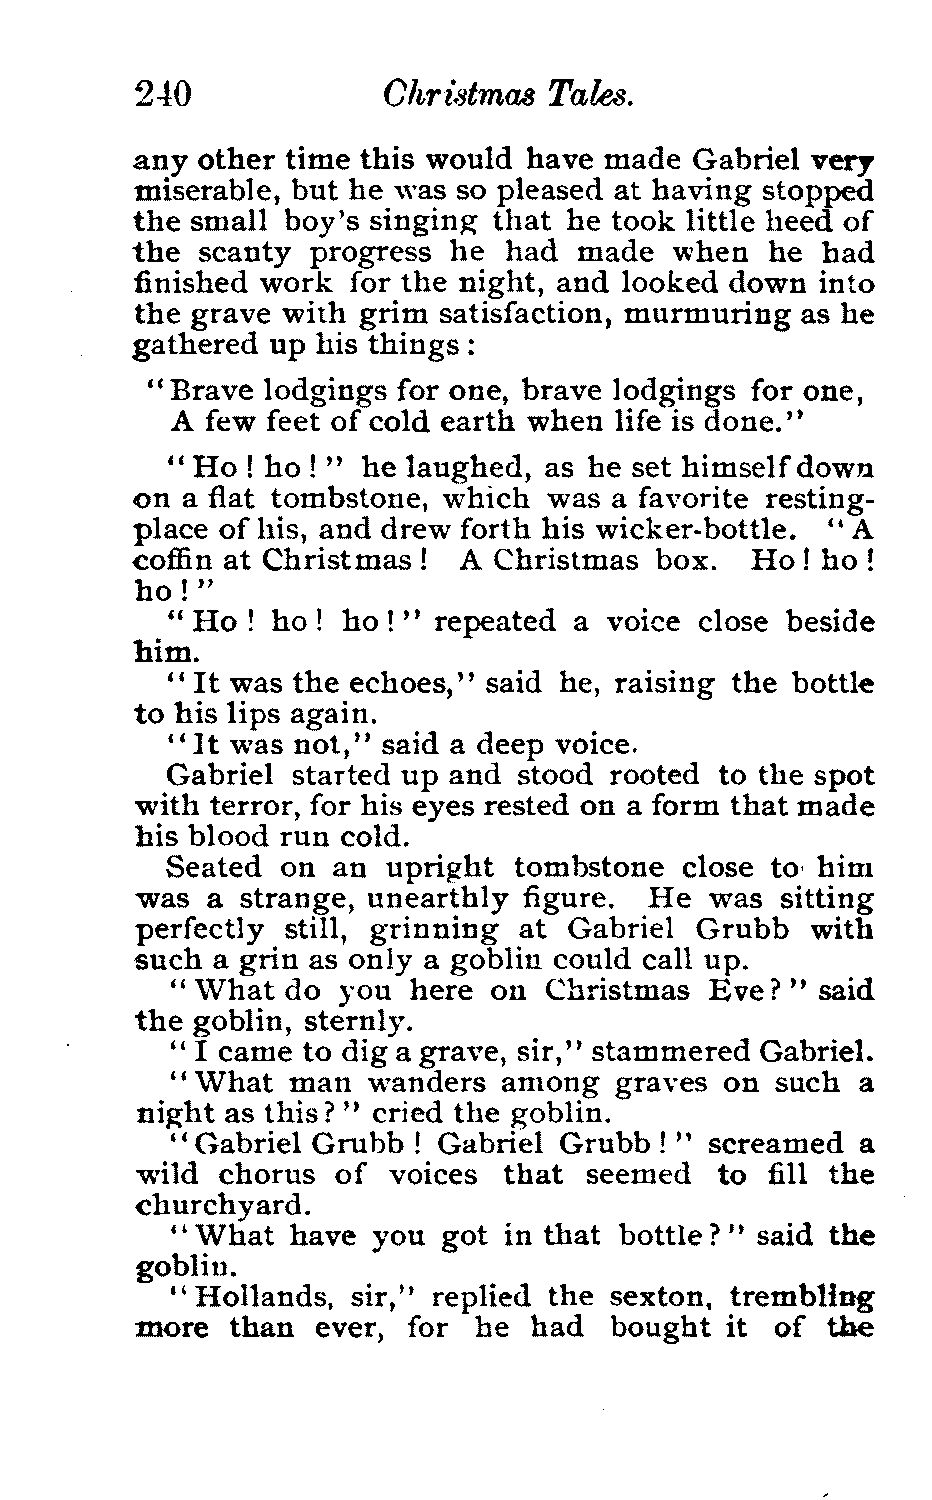 240 Christmas Tales.
any other time this would have made Gabriel very
miserable, but he was so pleased at having stopped
the small boy's singing that he took little heed of
the scanty progress he had made when he had
finished work for the night, and looked down into
the grave with grim satisfaction, murmuring as he
gathered up his things :
"Brave lodgings for one, brave lodgings for one,
A few feet of cold earth when life is done."
"Ho ! ho ! " he laughed, as he set himself down
on a flat tombstone, which was a favorite resting-
place of his, and drew forth his wicker-bottle. "A
coffin at Christmas ! A Christmas box. Ho ! ho !
ho ! "
"Ho ! ho ! ho ! " repeated a voice close beside
him.
"It was the echoes," said he, raising the bottle
to his lips again.
"It was not," said a deep voice.
Gabriel started up and stood rooted to the spot
with terror, for his eyes rested on a form that made
his blood run cold.
Seated on an upright tombstone close to him
was a strange, unearthly figure. He was sitting
perfectly still, grinning at Gabriel Grubb with
such a grin as only a goblin could call up.
"What do you here on Christmas Eve? " said
the goblin, sternly.
"I came to dig a grave, sir," stammered Gabriel.
"What man wanders among graves on such a
night as this? " cried the goblin.
"Gabriel Grubb ! Gabriel Grubb ! " screamed a
wild chorus of voices that seemed to fill the
churchyard.
"What have you got in that bottle? " said the
goblin.
"Hollands, sir," replied the sexton, trembling
more than ever, for he had bought it of the